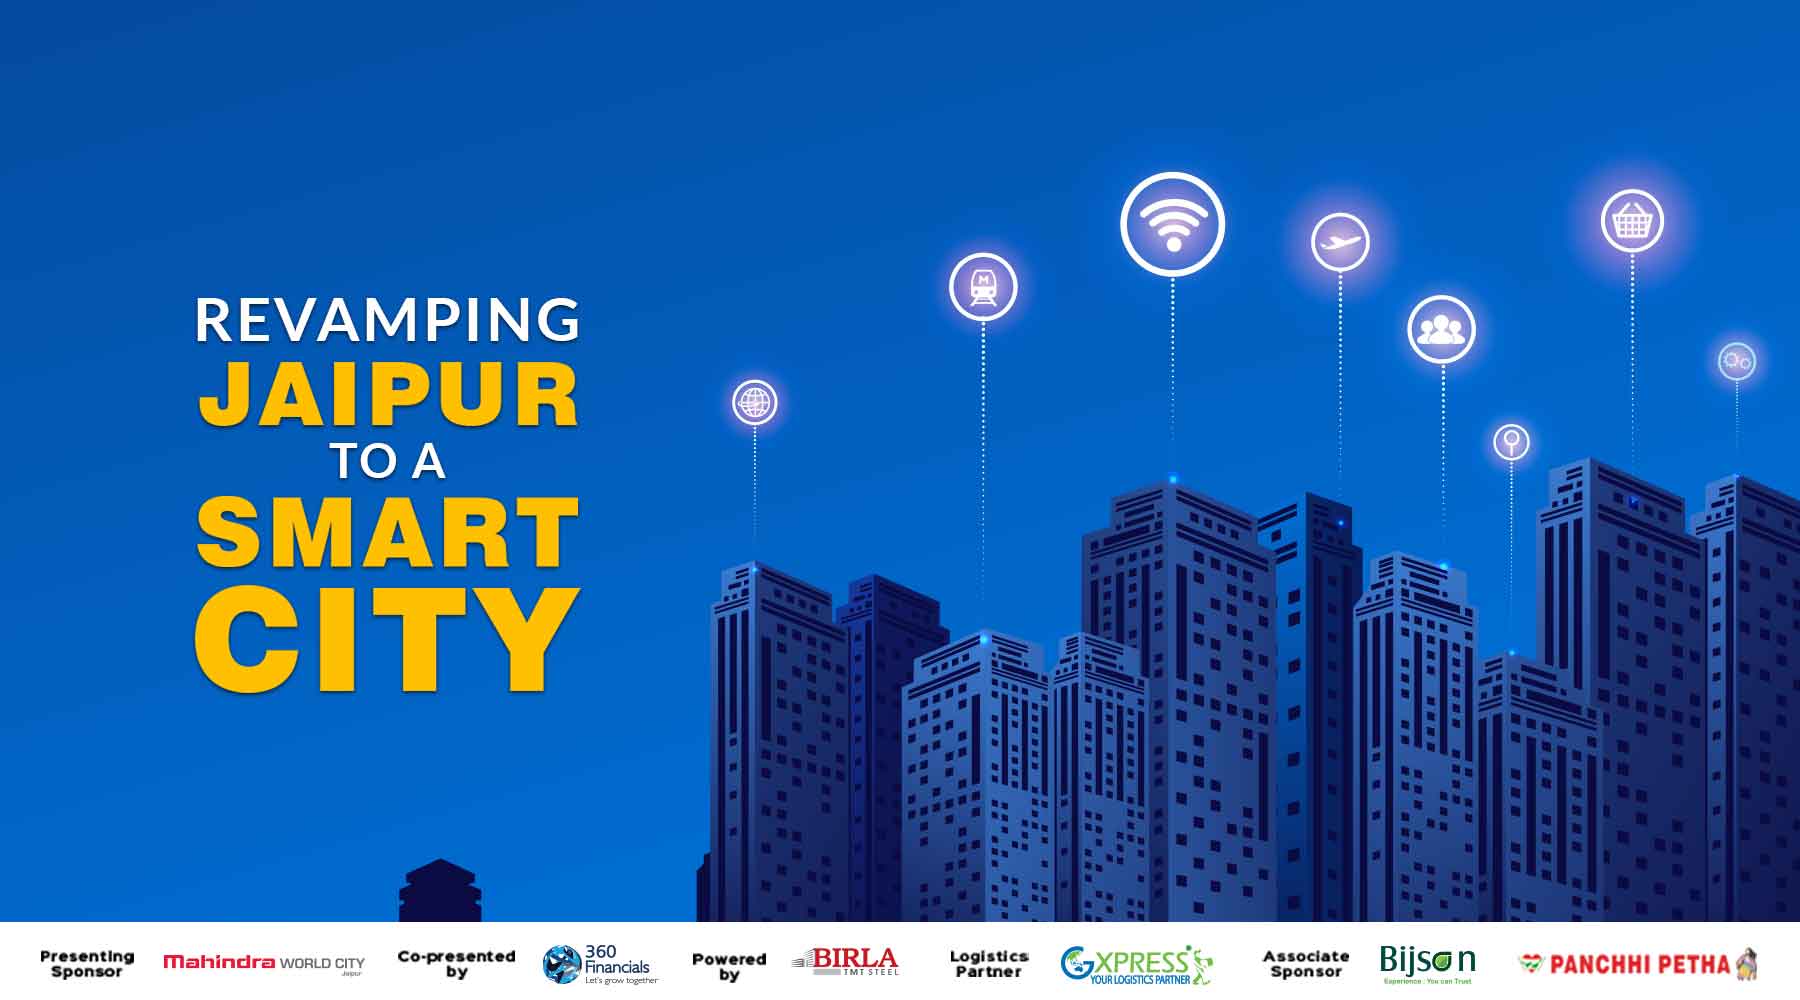 REVAMPING
JAIPUR
TO A
SMART
CITY
M
Presenting
Sponsor
Mahindra WORLD CITY
Jaipur
Co-presented
by
360
Financials
Let's grow together
Powered
by
BIRLA
TMT STEEL
Logistics
Partner
GXPRESS
YOUR LOGISTICS PARTNER
Associate
Sponsor
Bijson
Experience : You can Trust
PANCHHI PETHA